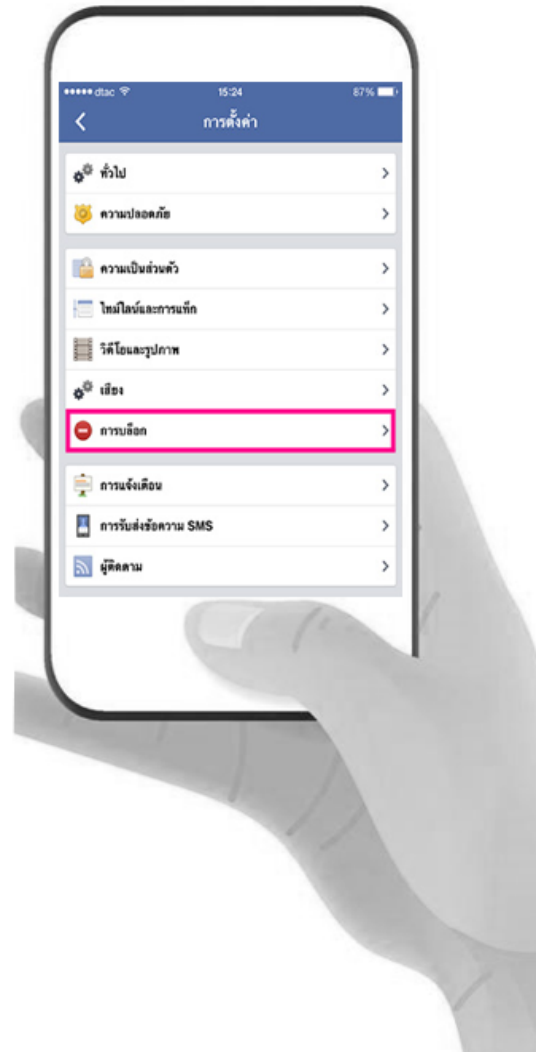 dtac 15:24 87%
การตั้งค่า
ทั่วไป
ความปลอดภัย
ความเป็นส่วนตัว
ไทม์ไลน์และการแท็ก
วิดีโอและรูปภาพ
เสียง
การบล็อก
การแจ้งเตือน
การรับส่งข้อความ SMS
ผู้ติดตาม